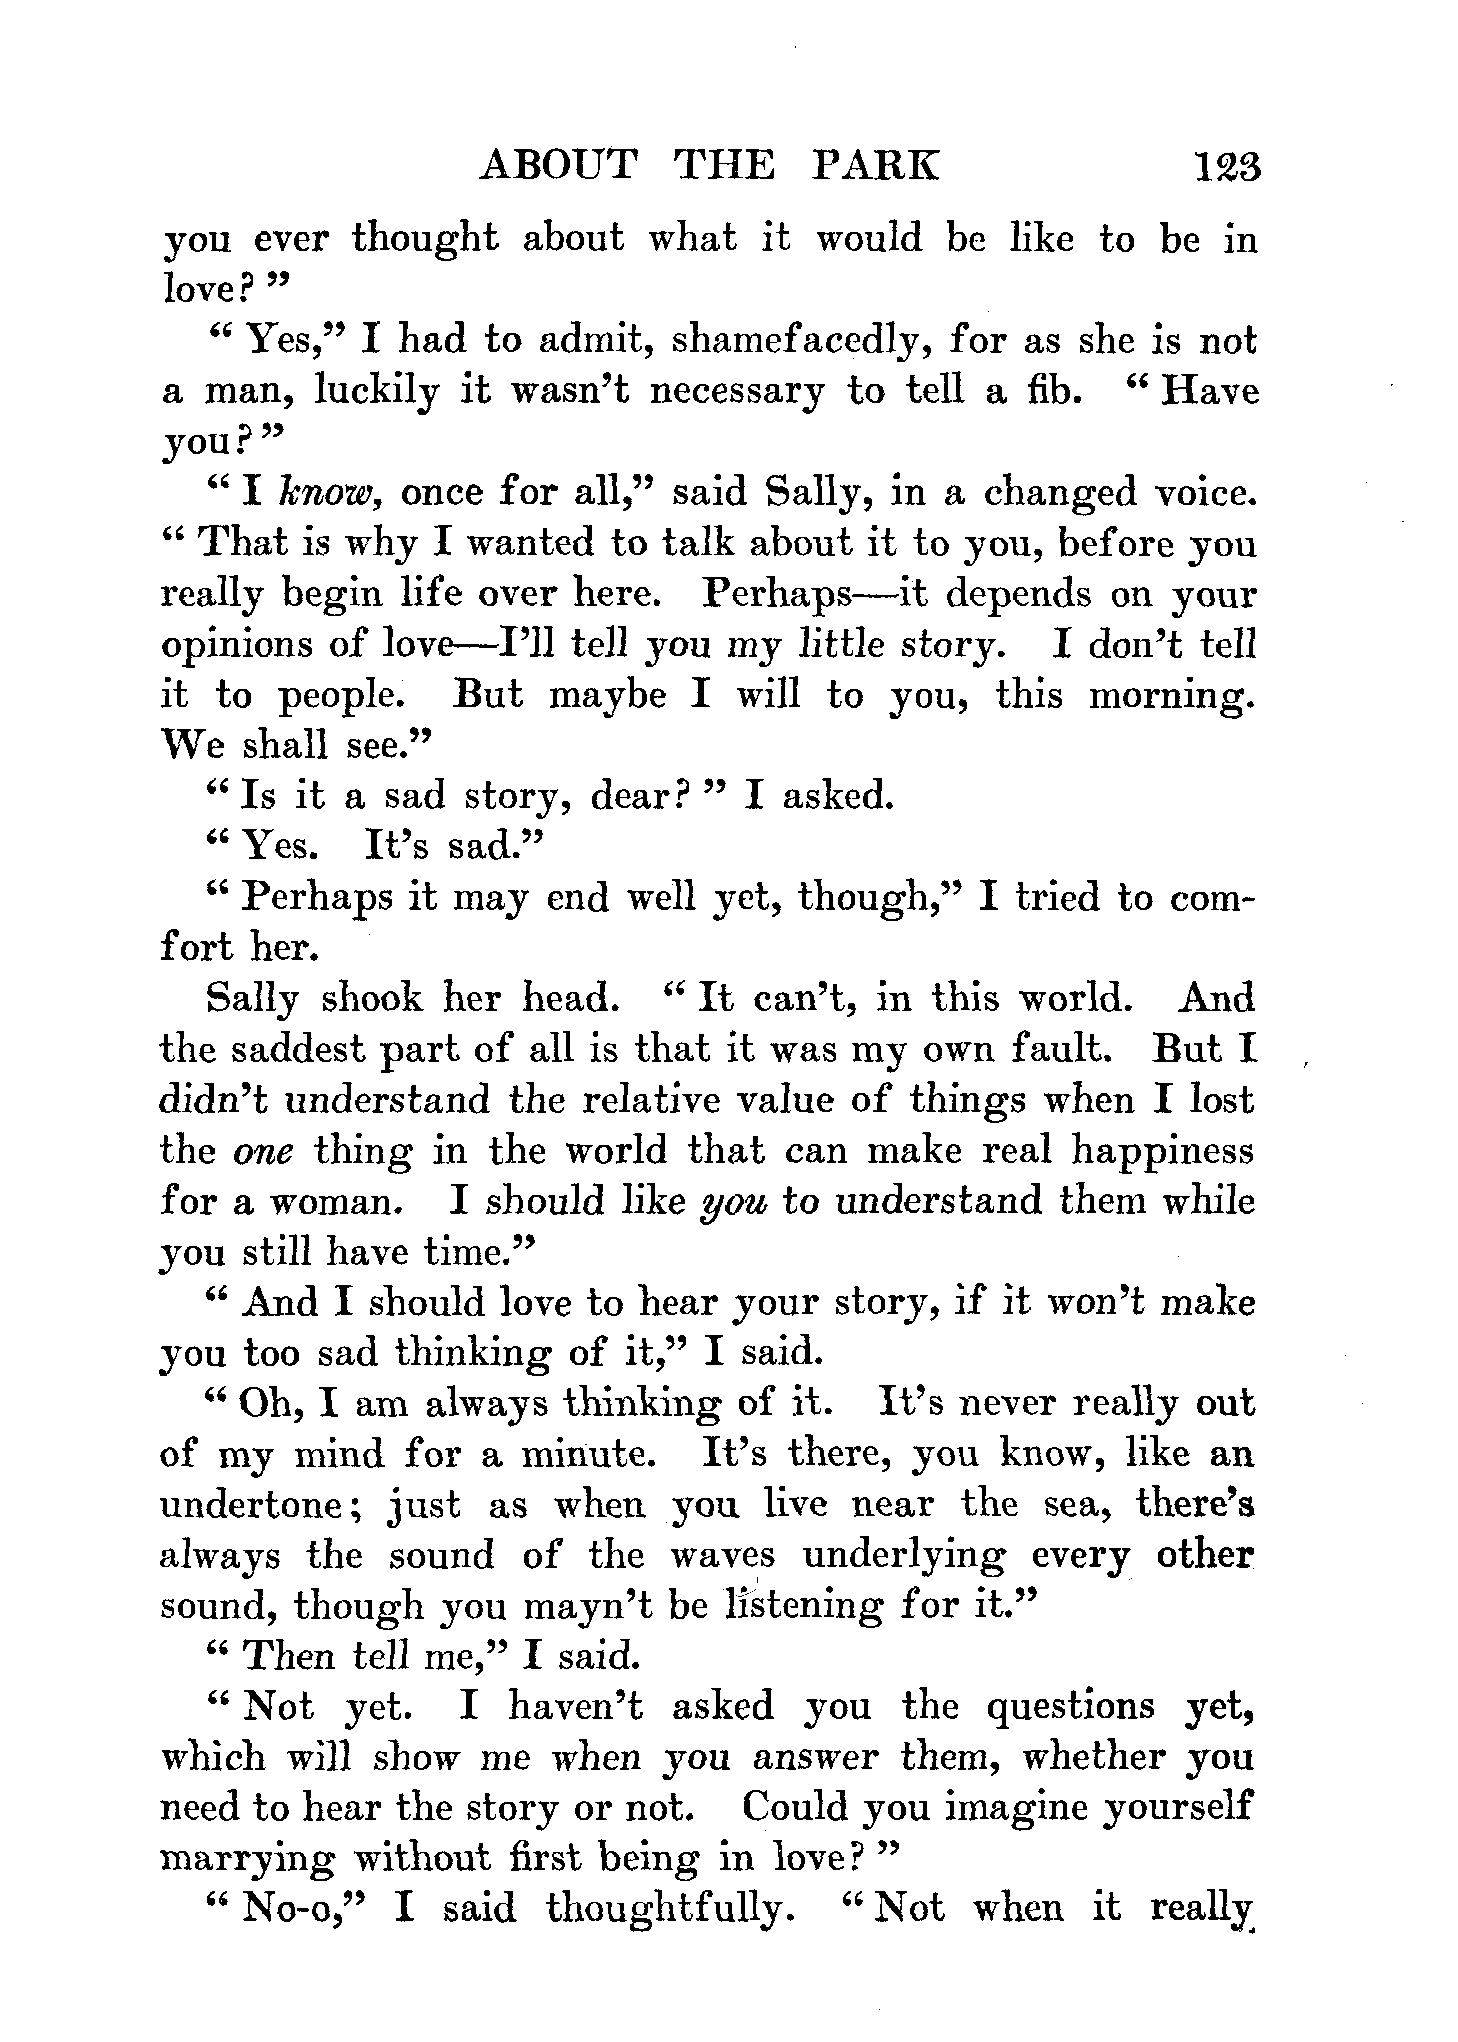 ABOUT THE PARK 123
you ever thought about what it would be like to be in
love? ”
“ Yes,” I had to admit, shamefacedly, for as she is not
a man, luckily it wasn’t necessary to tell a fib. “ Have
you? ”
“ I know, once for all,” said Sally, in a changed voice.
“ That is why I wanted to talk about it to you, before you
really begin life over here. Perhaps—it depends on your
opinions of love—I’ll tell you my little story. I don’t tell
it to people. But maybe I will to you, this morning.
We shall see.”
“ Is it a sad story, dear? ” I asked.
“ Yes. It’s sad.”
“ Perhaps it may end well yet, though,” I tried to com-
fort her.
Sally shook her head. “ It can’t, in this world. And
the saddest part of all is that it was my own fault. But I
didn’t understand the relative value of things when I lost
the one thing in the world that can make real happiness
for a woman. I should like you to understand them while
you still have time.”
“ And I should love to hear your story, if it won’t make
you too sad thinking of it,” I said.
“ Oh, I am always thinking of it. It’s never really out
of my mind for a minute. It’s there, you know, like an
undertone; just as when you live near the sea, there’s
always the sound of the waves underlying every other
sound, though you mayn’t be listening for it.”
“ Then tell me,” I said.
“ Not yet. I haven’t asked you the questions yet,
which will show me when you answer them, whether you
need to hear the story or not. Could you imagine yourself
marrying without first being in love? ”
“ No-o,” I said thoughtfully. “ Not when it really